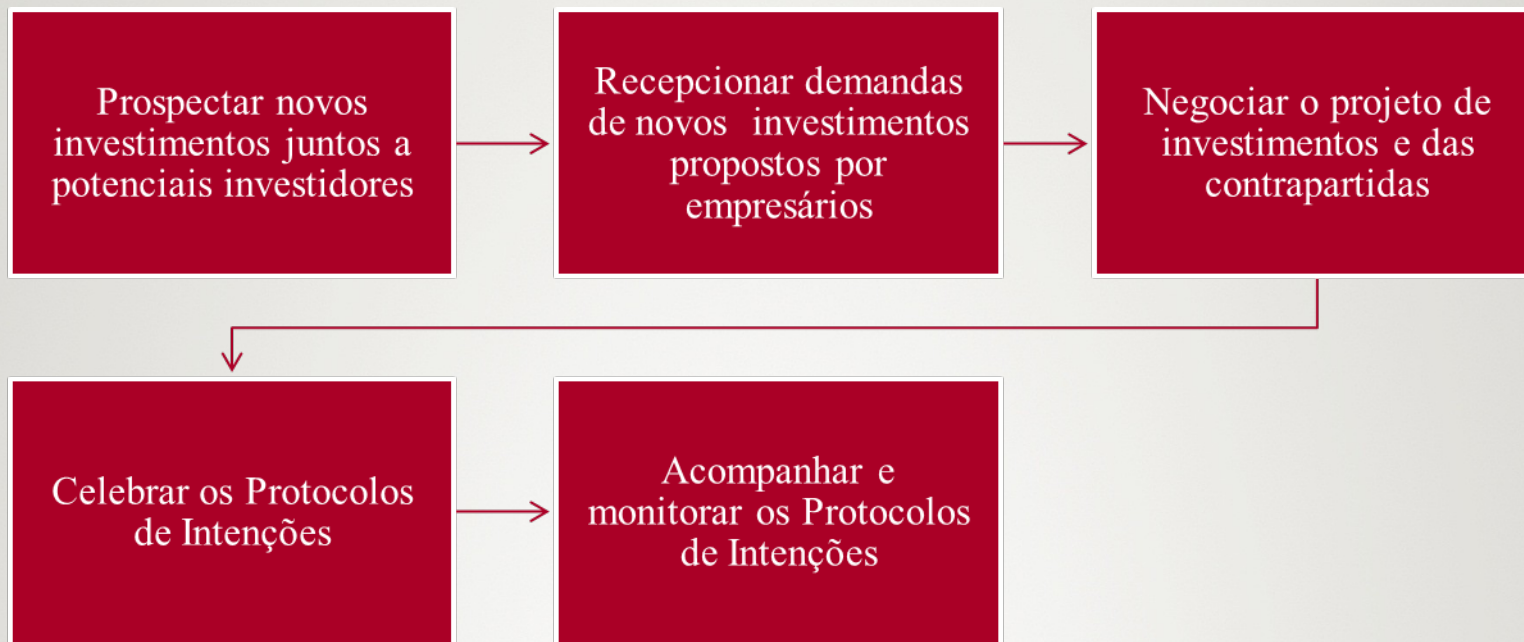 Prospectar novos
investimentos juntos a
potenciais investidores
Recepcionar demandas
de novos  investimentos
propostos por
empresários
Negociar o projeto de
investimentos e das
contrapartidas
Celebrar os Protocolos
de Intenções
Acompanhar e
monitorar os Protocolos
de Intenções